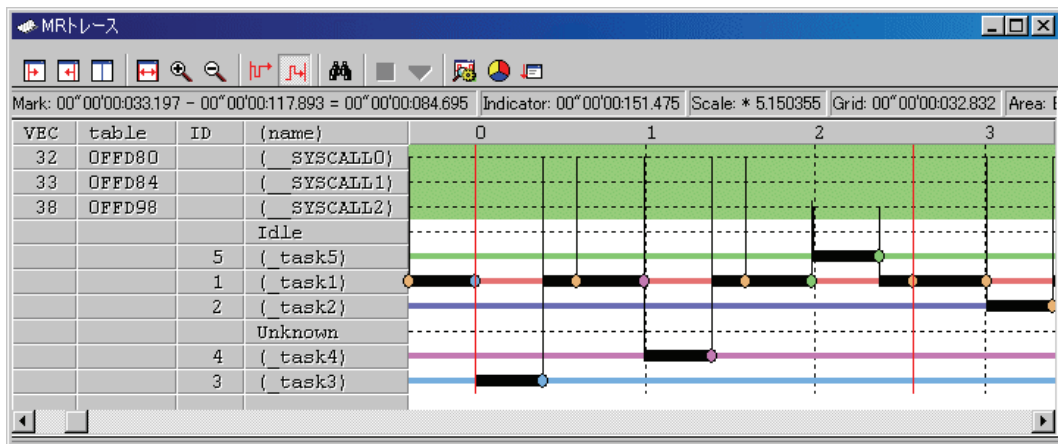 MRトレース
Mark: 00"00'00:033.197 - 00"00'00:117.893 = 00"00'00:084.695 Indicator: 00"00'00:151.475 Scale: * 5.150355 Grid: 00"00'00:032.832 Area:
VEC table ID (name) 0 1 2 3
32 0FFD80 (__SYSCALL0)
33 0FFD84 (__SYSCALL1)
38 0FFD98 (__SYSCALL2)
Idle
5 (_task5)
1 (_task1)
2 (_task2)
Unknown
4 (_task4)
3 (_task3)